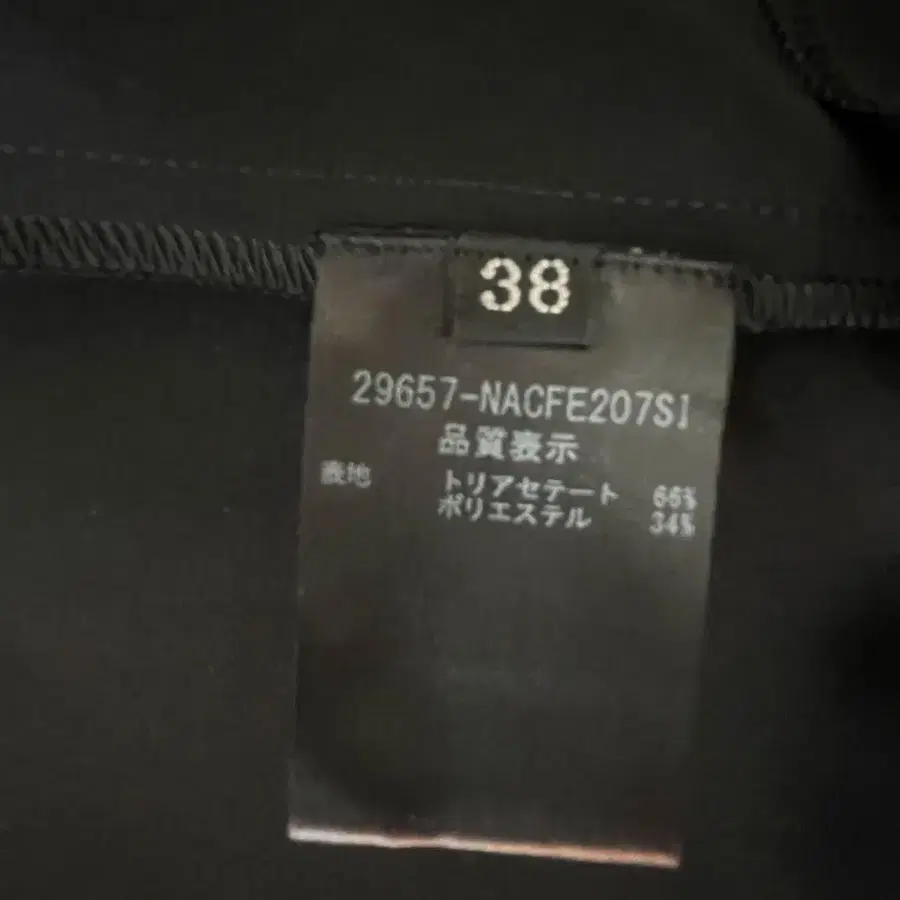 38
29657-NACFE207SI
品質表示
表地 トリアセテート 66%
ポリエステル 34%